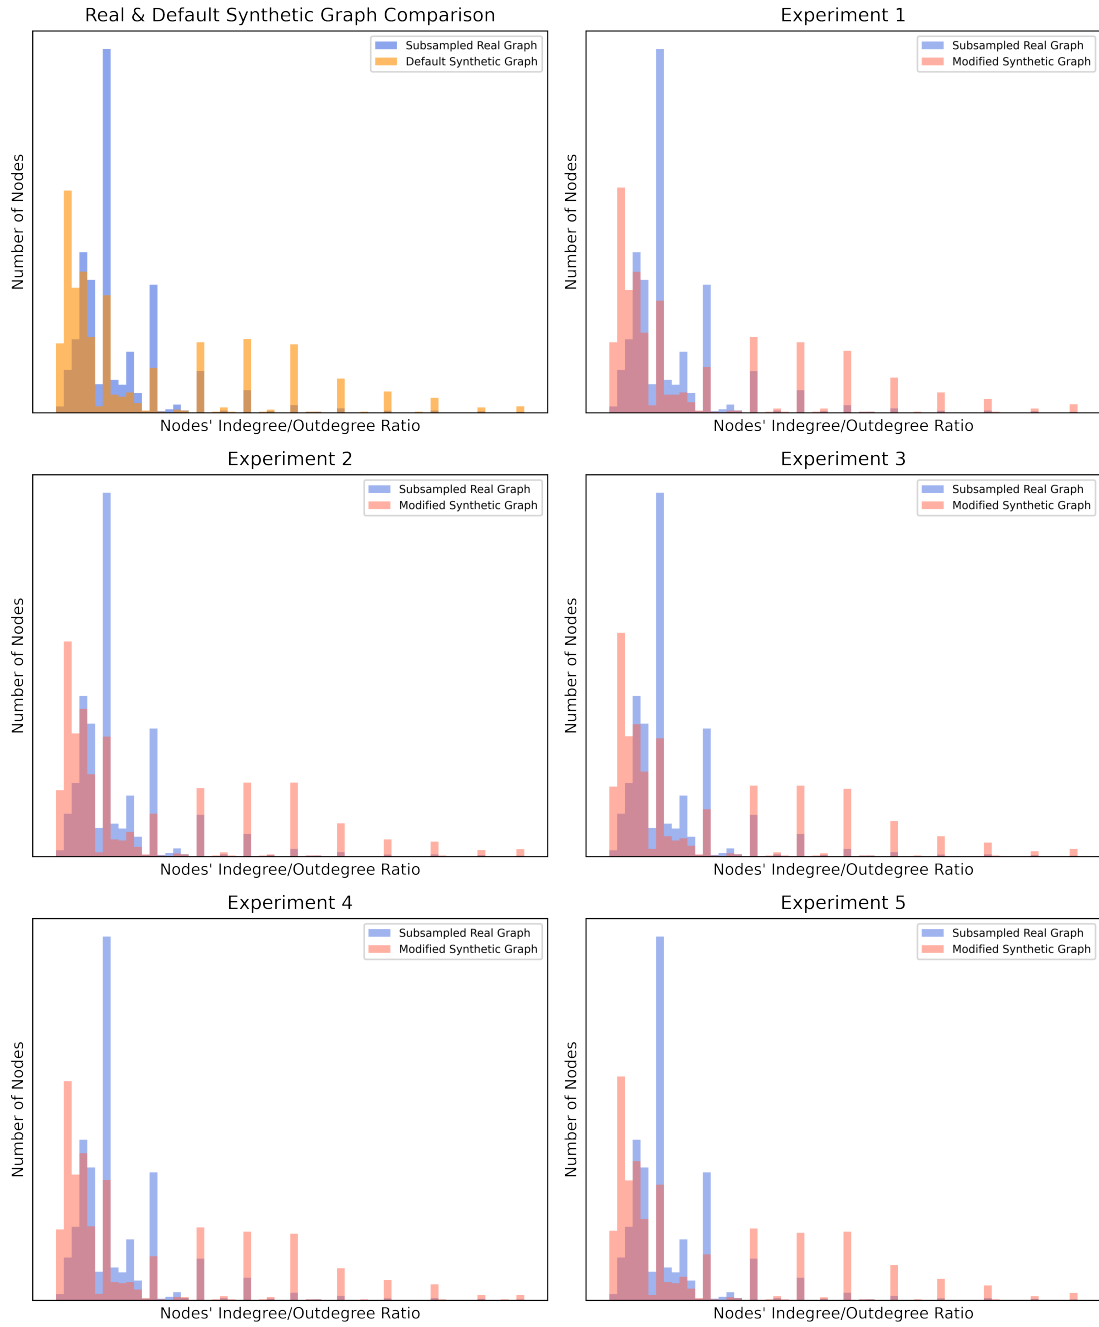 Real & Default Synthetic Graph Comparison
Subsampled Real Graph
Default Synthetic Graph
Number of Nodes
Nodes' Indegree/Outdegree Ratio
Experiment 1
Subsampled Real Graph
Modified Synthetic Graph
Number of Nodes
Nodes' Indegree/Outdegree Ratio
Experiment 2
Subsampled Real Graph
Modified Synthetic Graph
Number of Nodes
Nodes' Indegree/Outdegree Ratio
Experiment 3
Subsampled Real Graph
Modified Synthetic Graph
Number of Nodes
Nodes' Indegree/Outdegree Ratio
Experiment 4
Subsampled Real Graph
Modified Synthetic Graph
Number of Nodes
Nodes' Indegree/Outdegree Ratio
Experiment 5
Subsampled Real Graph
Modified Synthetic Graph
Number of Nodes
Nodes' Indegree/Outdegree Ratio